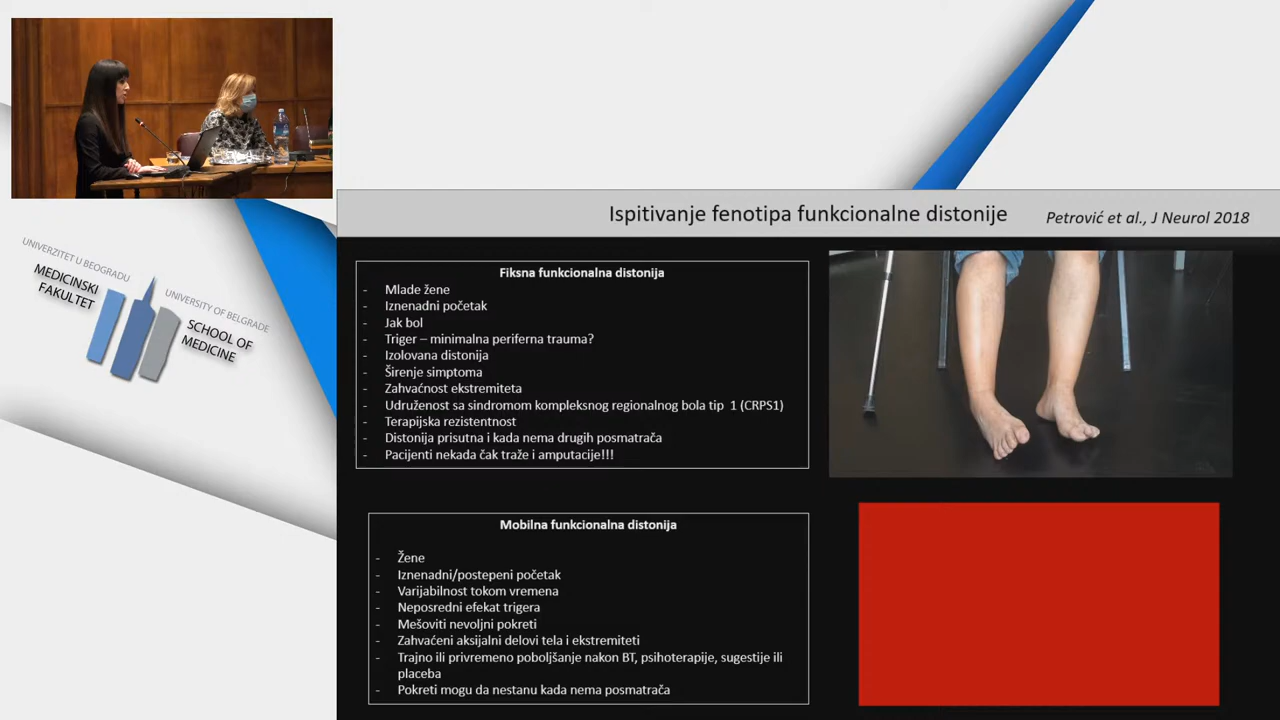 UNIVERZITET U BEOGRADU
MEDICINSKI
FAKULTET
UNIVERSITY OF BELGRADE
SCHOOL OF
MEDICINE
Ispitivanje fenotipa funkcionalne distonije
Petrović et al., J Neurol 2018
Fiksna funkcionalna distonija
- Mlade žene
- Iznenadni početak
- Jak bol
- Triger – minimalna periferna trauma?
- Izolovana distonija
- Širenje simptoma
- Zahvaćnost ekstremiteta
- Udruženost sa sindromom kompleksnog regionalnog bola tip 1 (CRPS1)
- Terapijska rezistentnost
- Distonija prisutna i kada nema drugih posmatrača
- Pacijenti nekada čak traže i amputacije!!!
Mobilna funkcionalna distonija
- Žene
- Iznenadni/postepeni početak
- Varijabilnost tokom vremena
- Neposredni efekat trigera
- Mešoviti nevoljni pokreti
- Zahvaćeni aksijalni delovi tela i ekstremiteti
- Trajno ili privremeno poboljšanje nakon BT, psihoterapije, sugestije ili
placeba
- Pokreti mogu da nestanu kada nema posmatrača